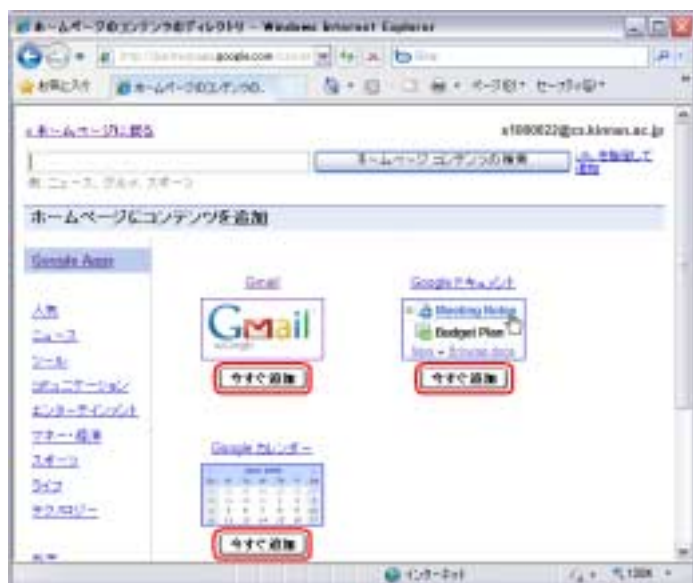 ホームページのコンテンツのディレクトリ - Windows Internet Explorer
google.com
お気に入り
ホームページのコンテンツの...
ページ(P)
セーフティ(S)
« ホームページに戻る
ホームページ コンテンツの検索
例: ニュース、グルメ、スポーツ
ホームページにコンテンツを追加
Google Apps
人気
ニュース
ツール
コミュニケーション
エンターテインメント
マネー・経済
スポーツ
ライフ
テクノロジー
Gmail
Gmail
今すぐ追加
Google ドキュメント
Meeting Notes
Budget Plan
New - Browse docs
今すぐ追加
Google カレンダー
今すぐ追加
インターネット
100%